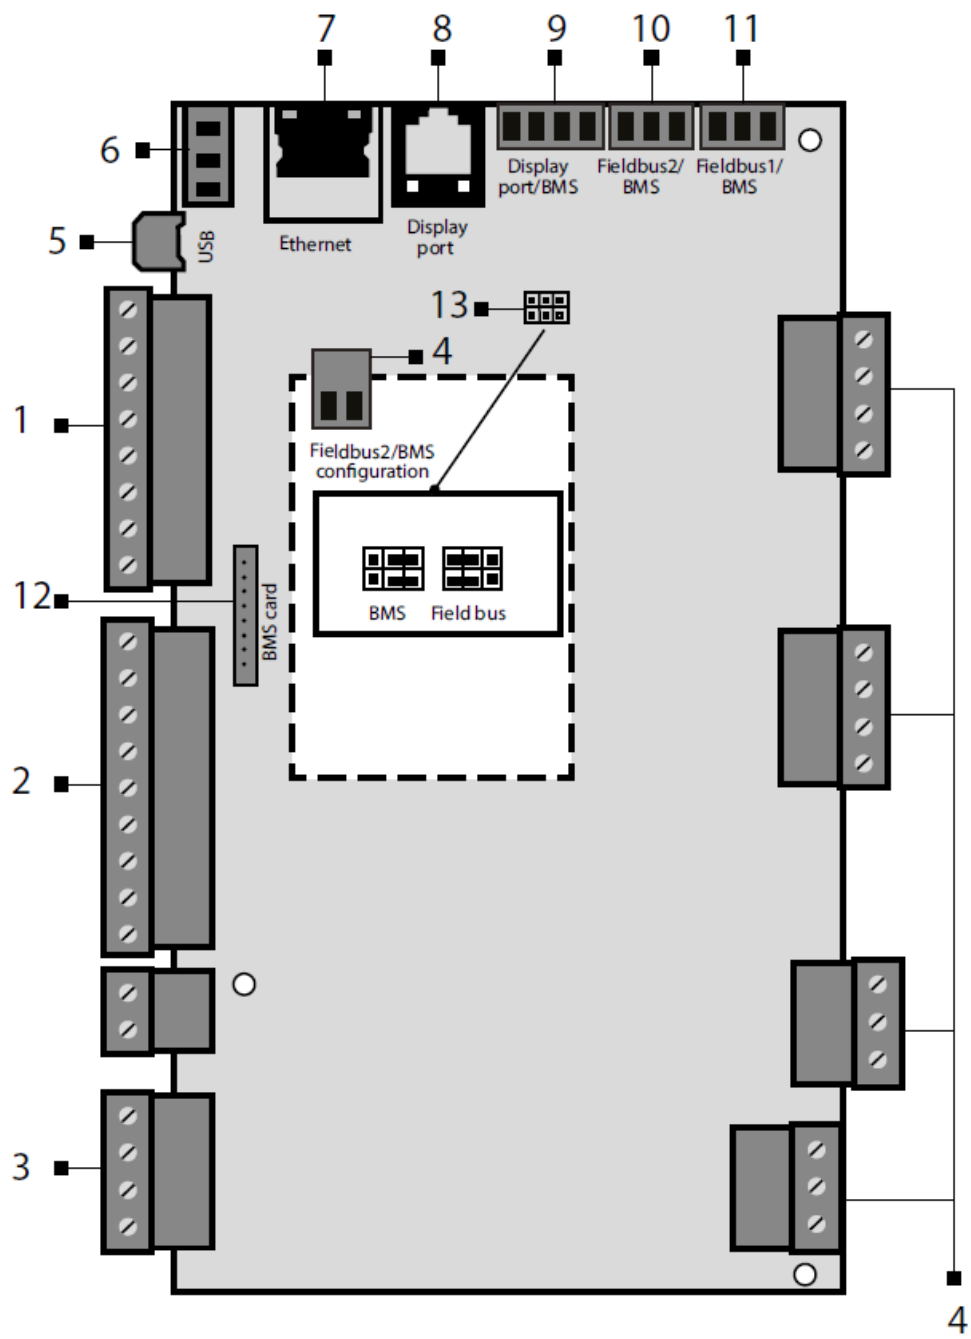 7
8
9
10
11
6
Display
port/BMS
Fieldbus2/
BMS
Fieldbus1/
BMS
5
USB
Ethernet
Display
port
13
4
1
Fieldbus2/BMS
configuration
12
BMS card
BMS
Field bus
2
3
4